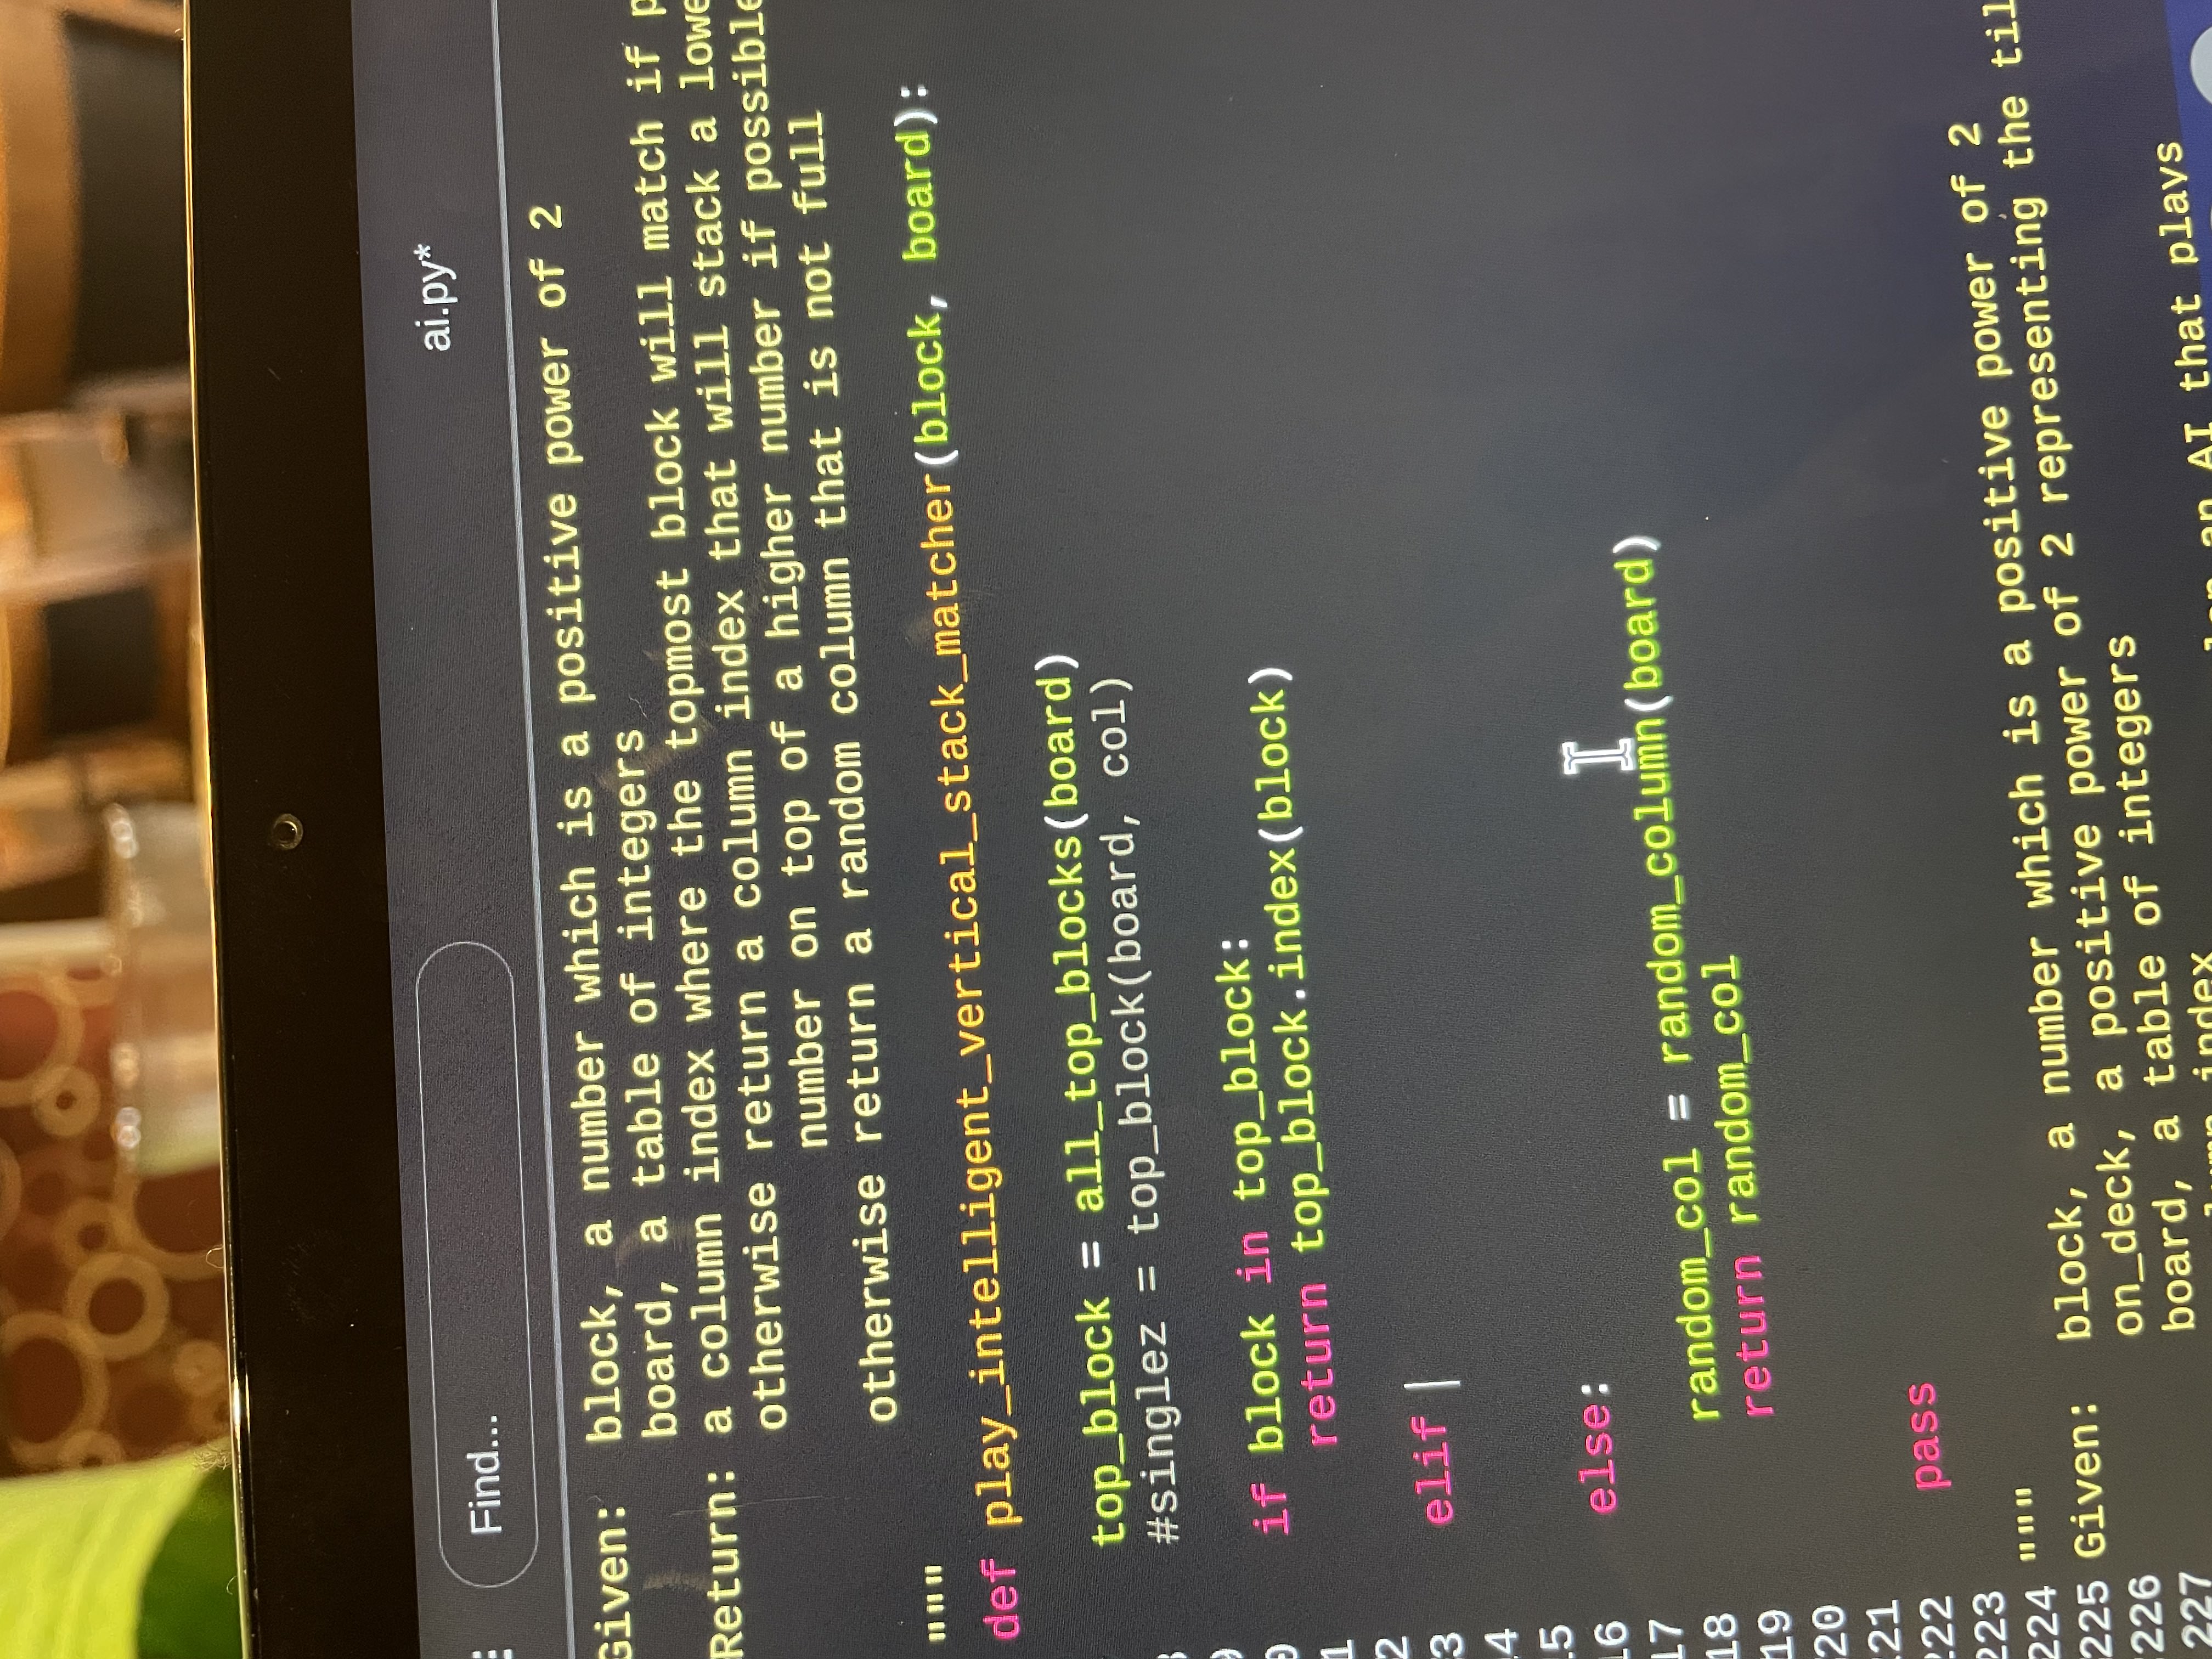 Find...
ai.py*
Given:  block, a number which is a positive power of 2
board, a table of integers
Return: a column index where the topmost block will match if
otherwise return a column index that will stack a
number on top of a higher number if possible
otherwise return a random column that is not full
"""
def play_intelligent_vertical_stack_matcher(block, board):
top_block = all_top_blocks(board)
#singlez = top_block(board, col)
if block in top_block:
return top_block.index(block)
elif
else:
random_col = random_column(board)
return random_col
pass
223
224 """
225 Given:  block, a number which is a positive power of 2
226 on_deck, a positive power of 2 representing the
227 board, a table of integers
index
an AI that plays